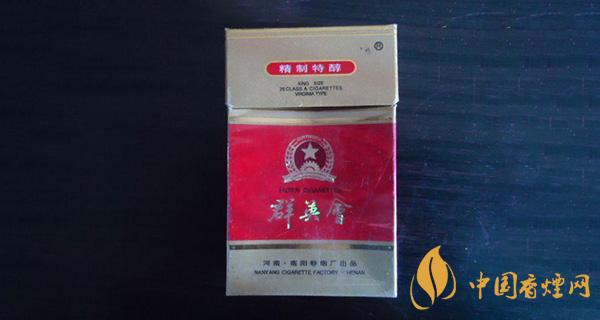 ®
精制特醇
KING SIZE
20 CLASS A CIGARETTES
VIRGINIA TYPE
FILTER CIGARETTES
群英會
河南·南阳卷烟厂出品
NANYANG CIGARETTE FACTORY - HENAN
中国香煙网